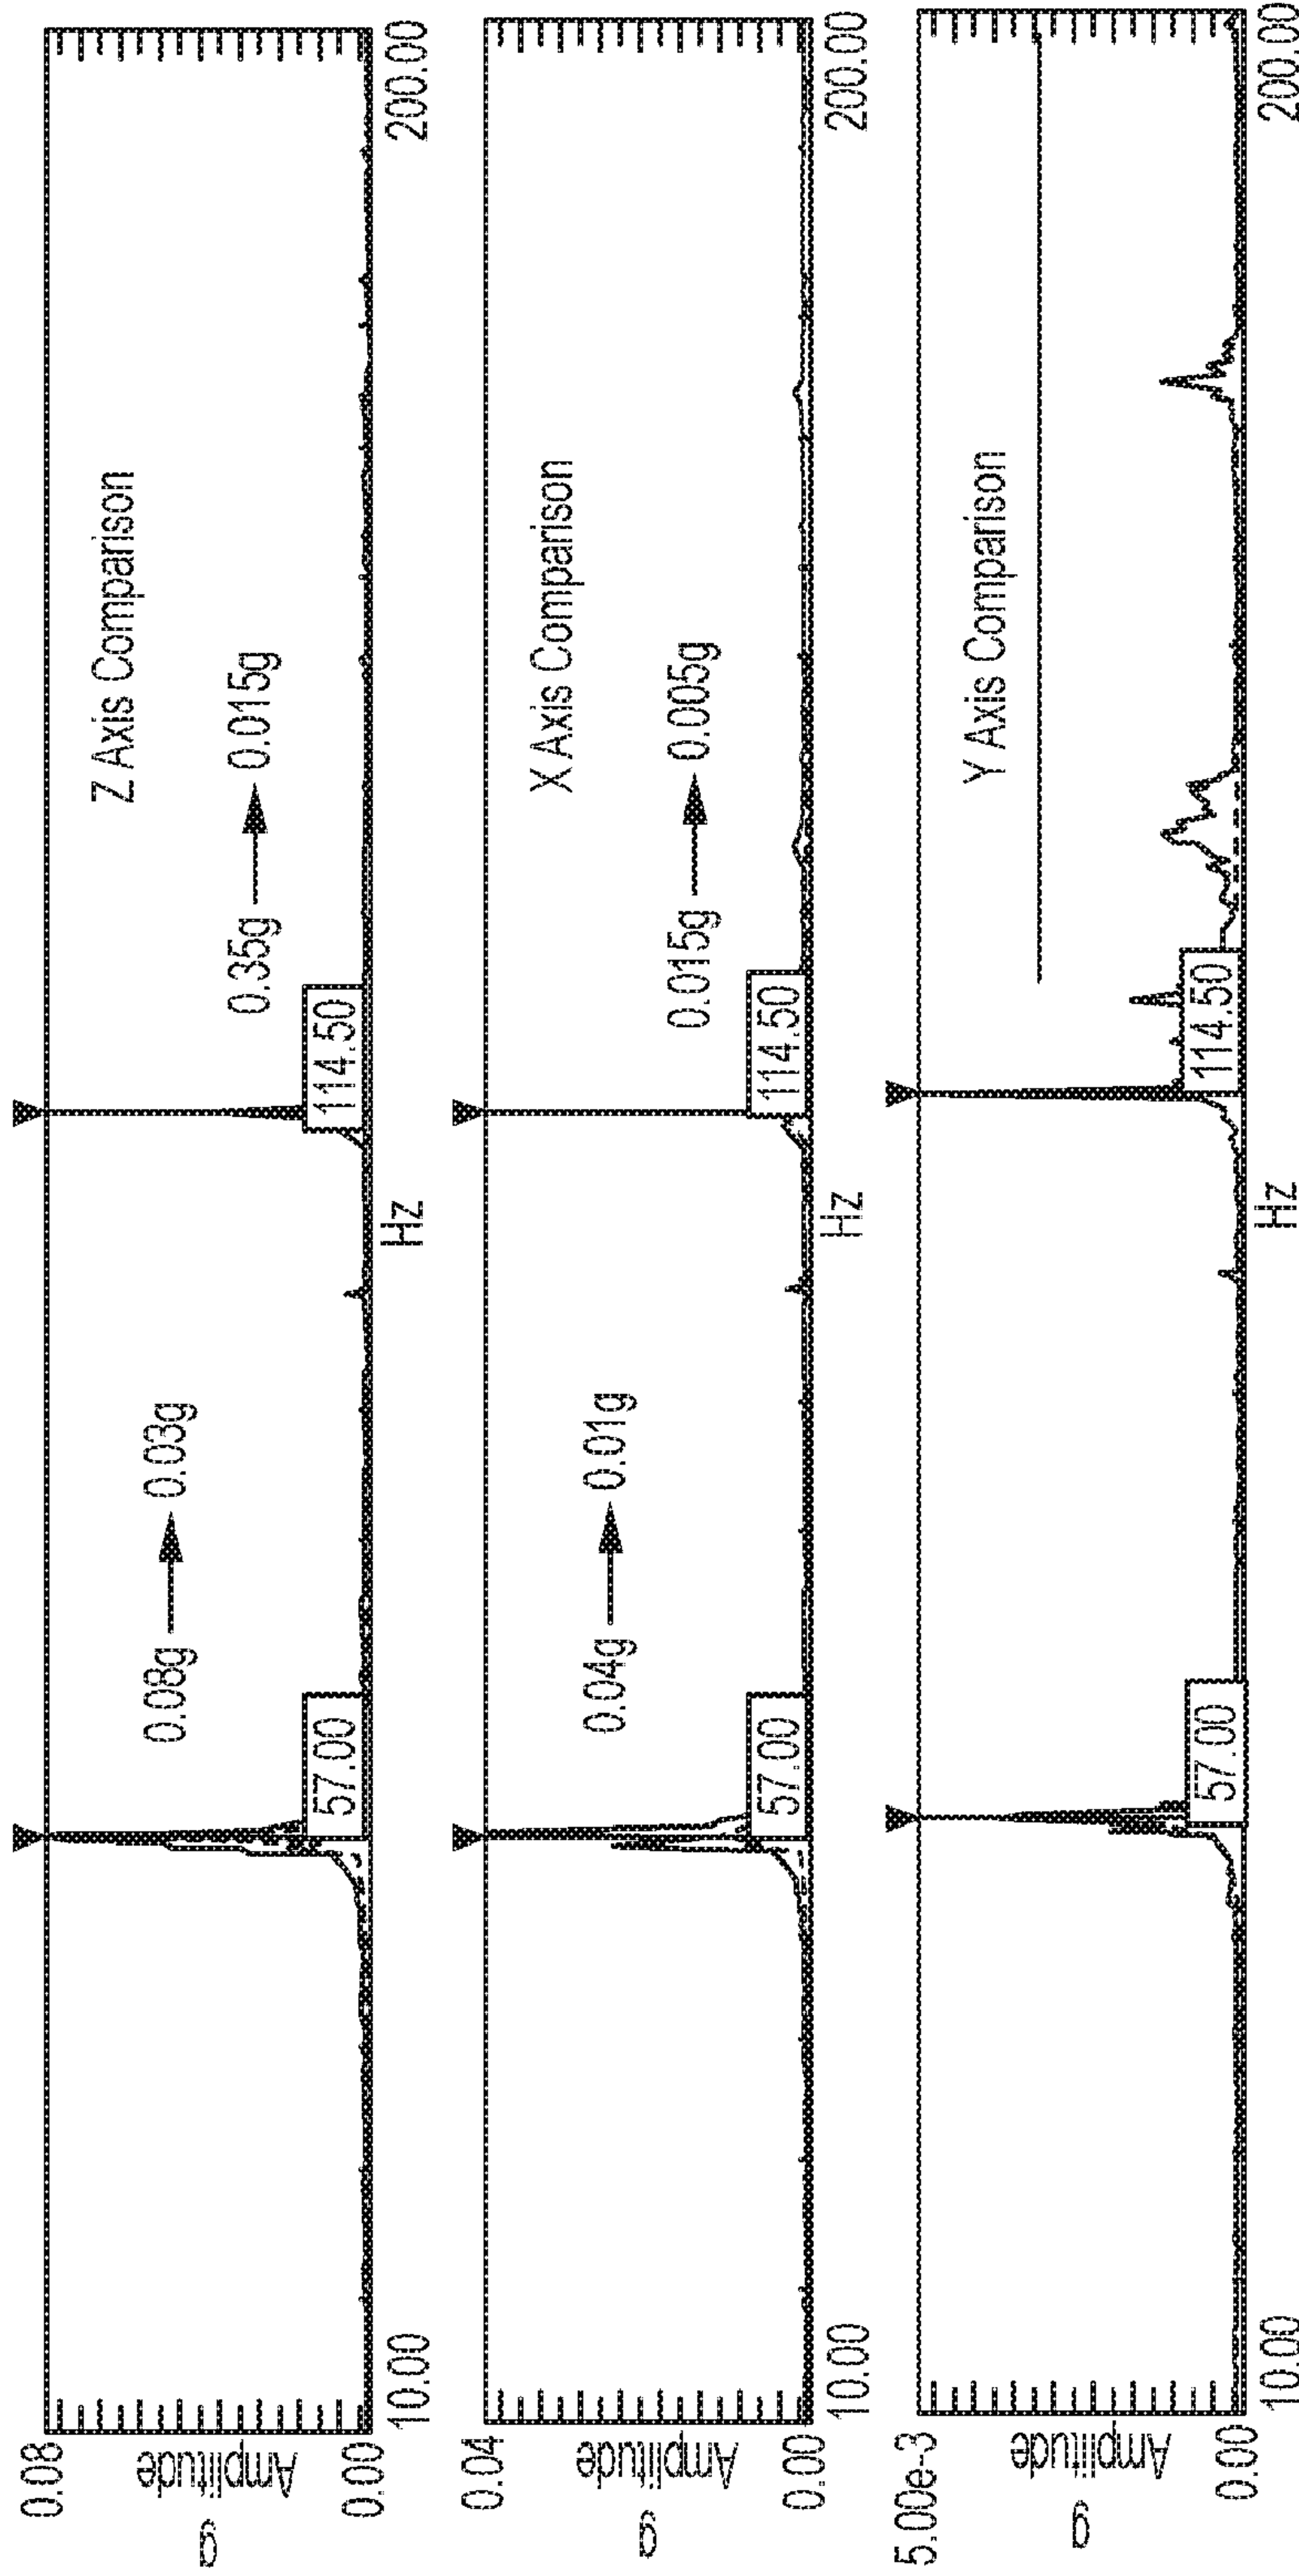 Z Axis Comparison
0.08
Amplitude
g
0.00
0.08g 0.03g
0.35g 0.015g
57.00
114.50
10.00
Hz
200.00
X Axis Comparison
0.04
Amplitude
g
0.00
0.04g 0.01g
0.015g 0.005g
57.00
114.50
10.00
Hz
200.00
Y Axis Comparison
5.00e-3
Amplitude
g
0.00
57.00
114.50
10.00
Hz
200.00